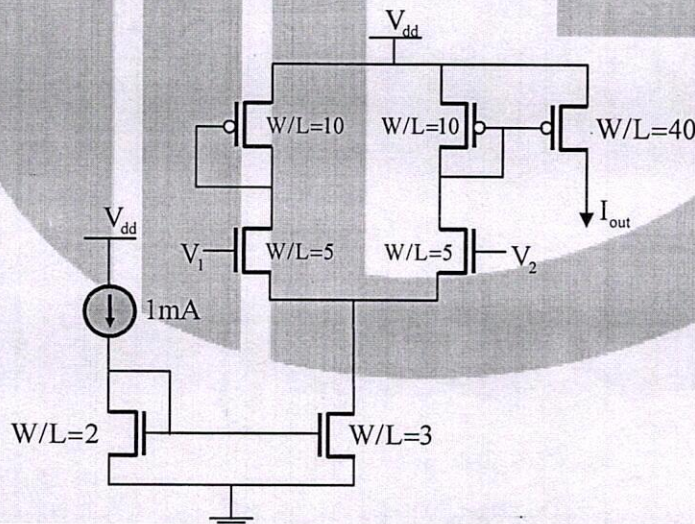 V_dd
W/L=10
W/L=10
W/L=40
V_dd
V_1
W/L=5
W/L=5
V_2
I_out
1mA
W/L=2
W/L=3